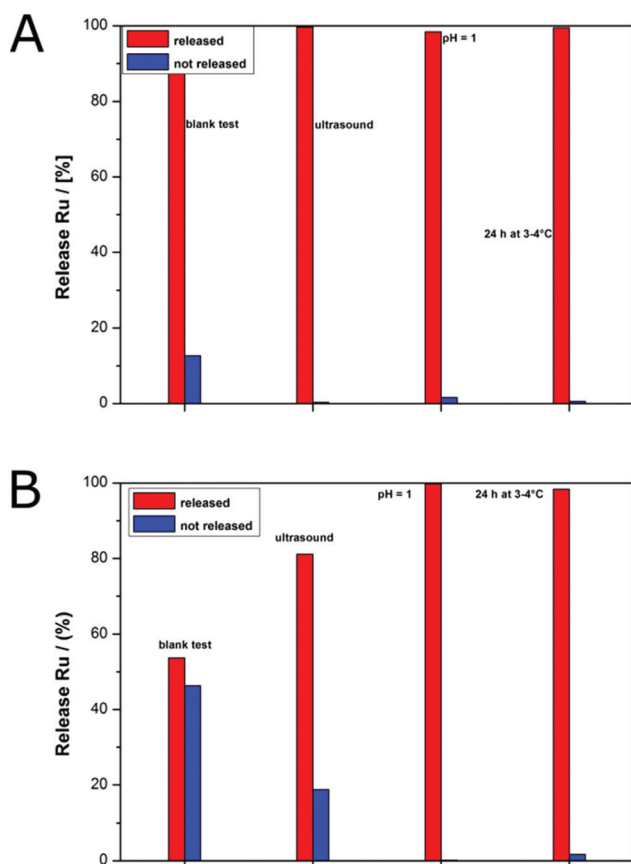 A
100
80
60
40
20
0
Release Ru / [%]
released
not released
blank test
ultrasound
pH = 1
24 h at 3-4°C
B
100
80
60
40
20
0
Release Ru / (%)
released
not released
blank test
ultrasound
pH = 1
24 h at 3-4°C